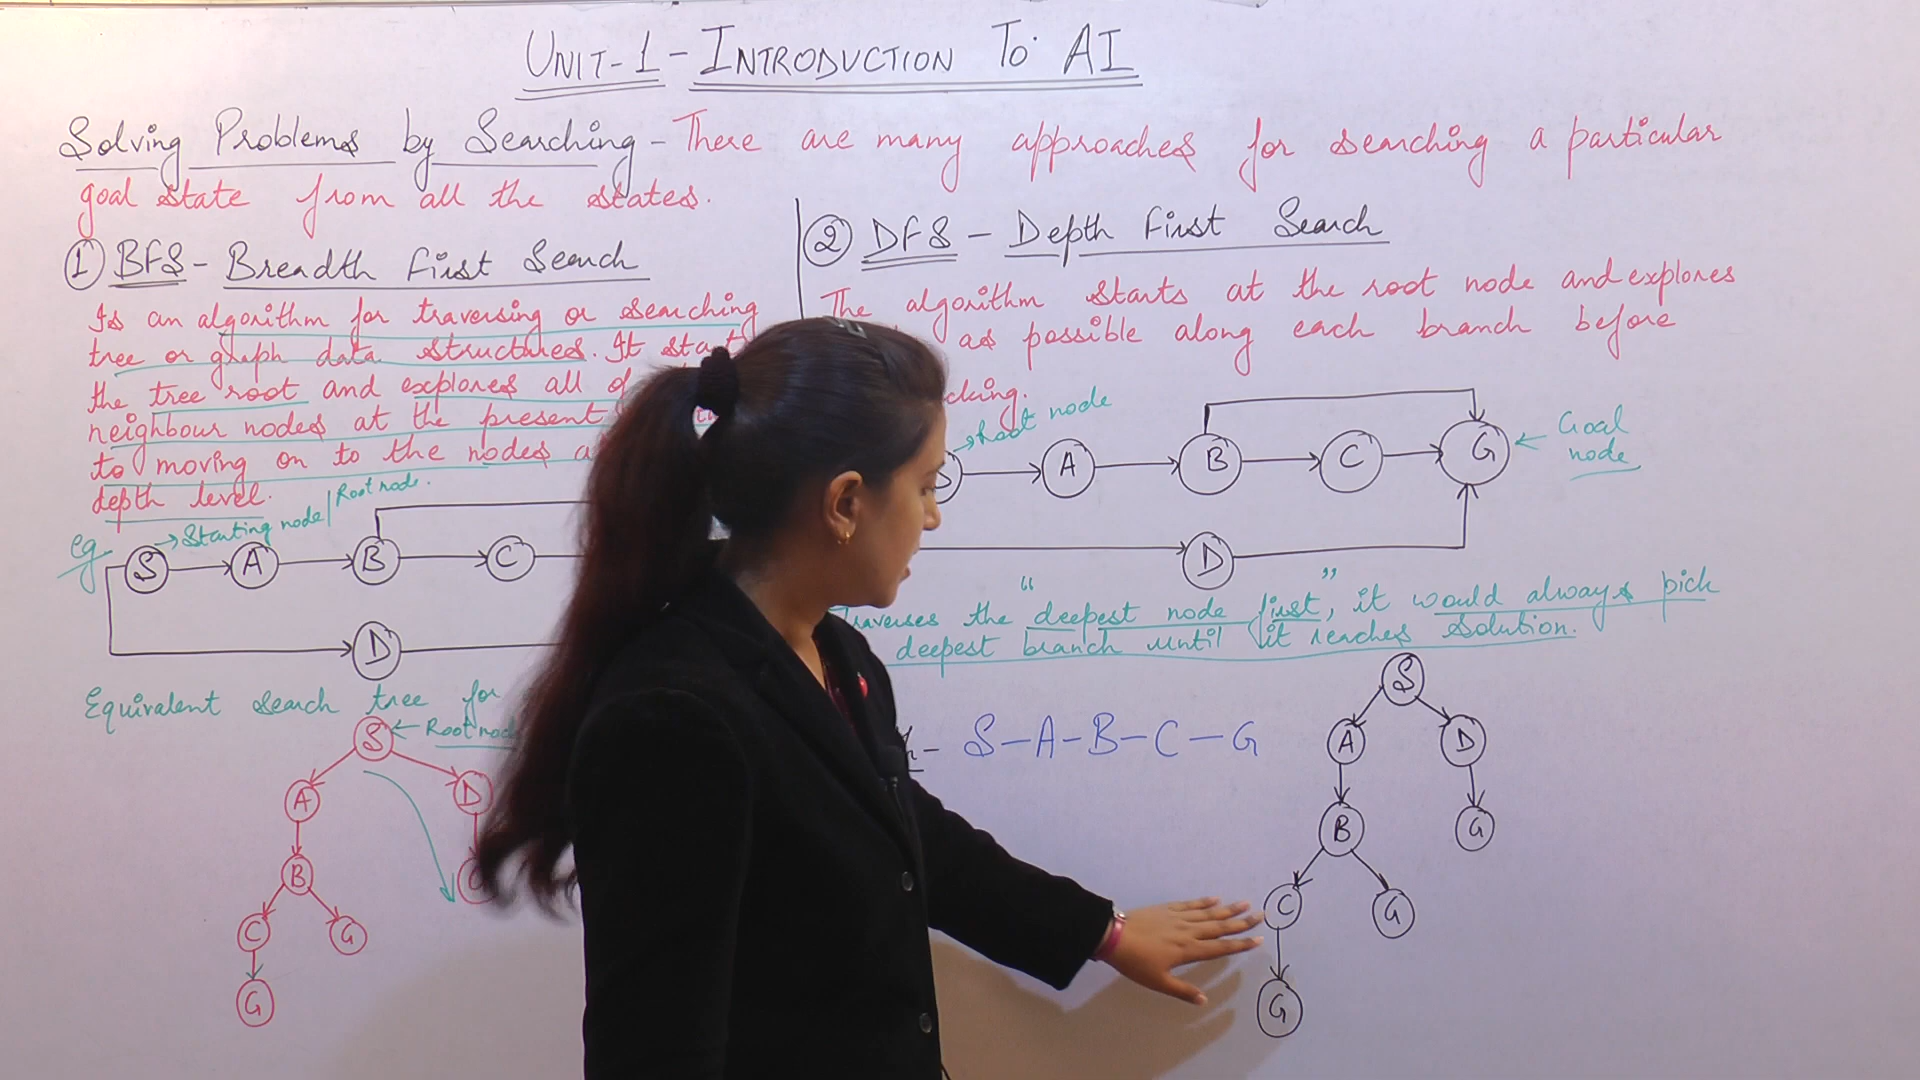 UNIT-1 - INTRODUCTION TO AI
Solving Problems by Searching - There are many approaches for searching a particular
goal state from all the states.
① BFS - Breadth First Search
Is an algorithm for traversing or searching
tree or graph data structures. It start
the tree root and explores all of
neighbour nodes at the present
to moving on to the nodes a
depth level.
eg
→ Starting node/Root node.
S A B C
D
Equivalent search tree for
S ← Root node
A D
B
C G
G
② DFS - Depth First Search
The algorithm starts at the root node and explores
as possible along each branch before
cking.
→ Root node
S A B C G ← Goal
node
D
Traverses the "deepest node first", it would always pick
deepest branch until it reaches solution.
S-A-B-C-G
S
A D
B G
C G
G